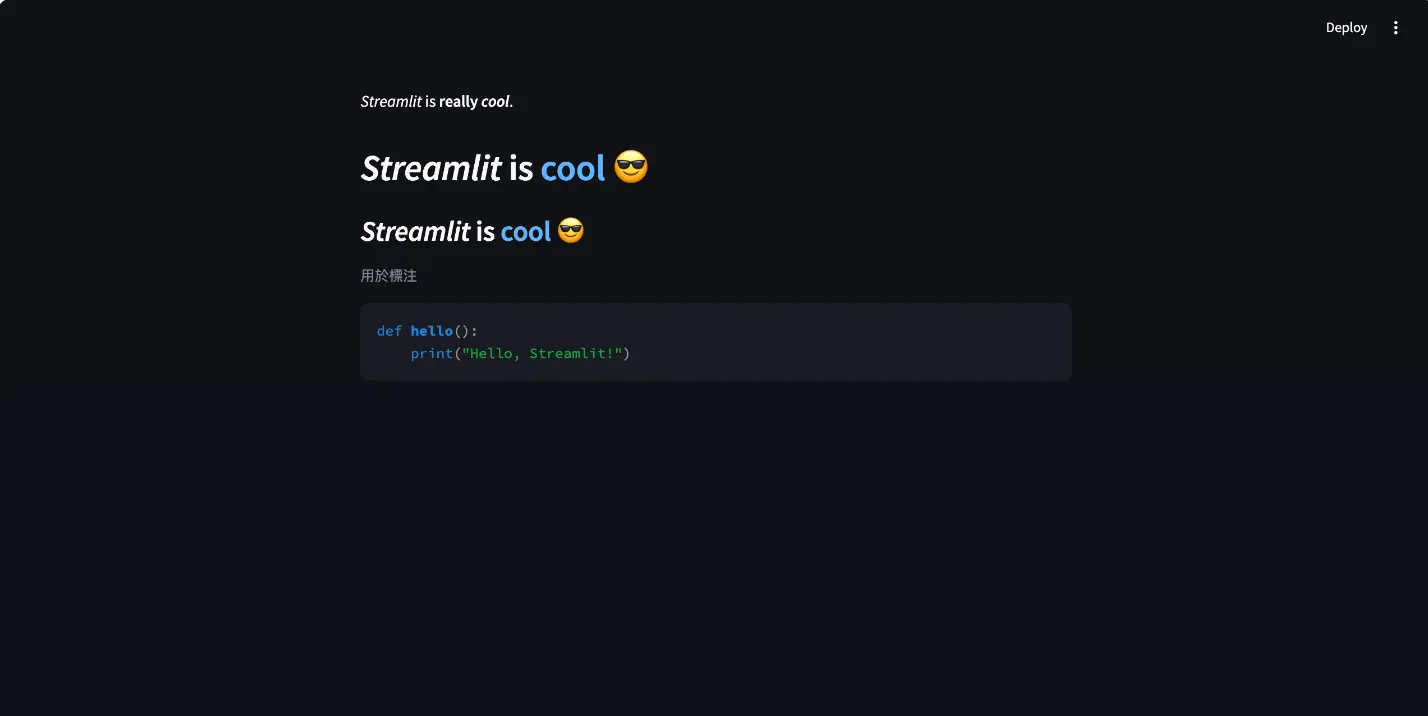 Deploy
Streamlit is really cool.
Streamlit is cool 😎
Streamlit is cool 😎
用於標注
def hello():
    print("Hello, Streamlit!")